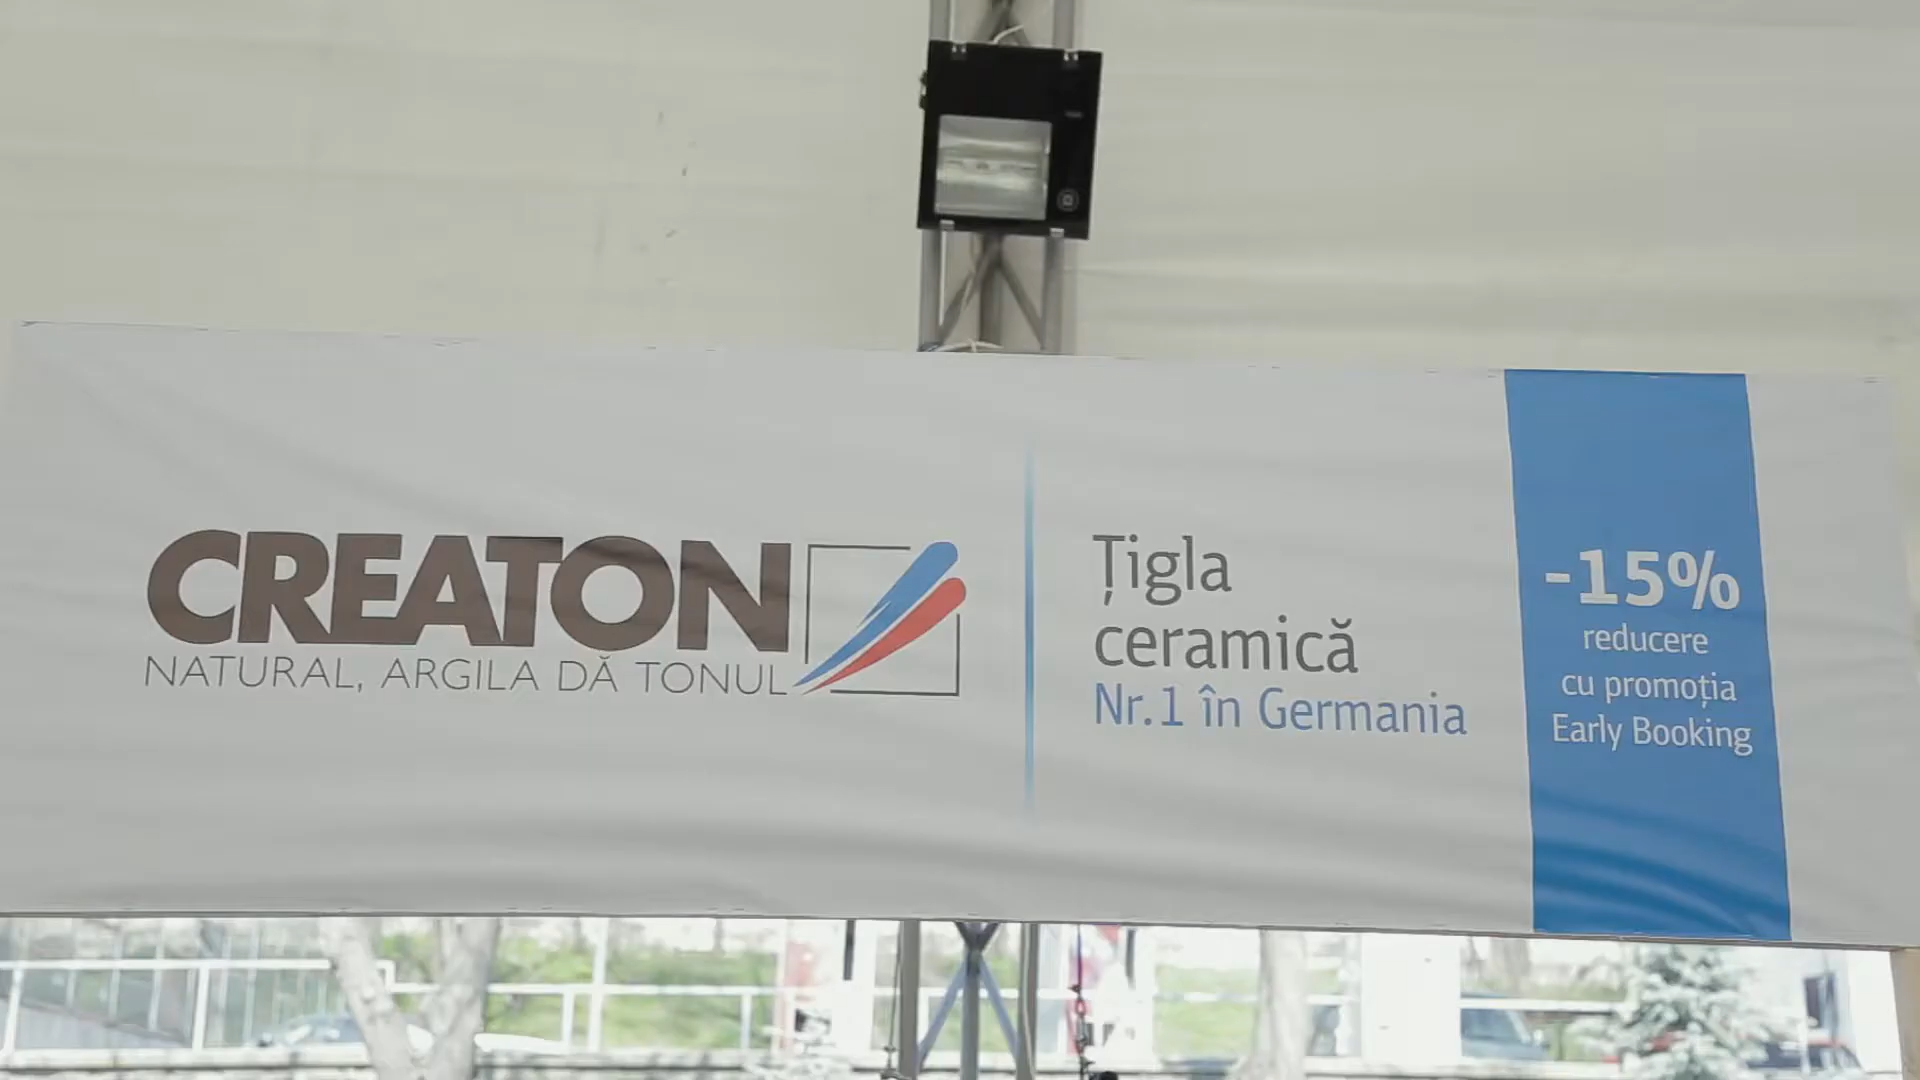 CREATON
NATURAL, ARGILA DĂ TONUL
Țigla
ceramică
Nr.1 în Germania
-15%
reducere
cu promoția
Early Booking